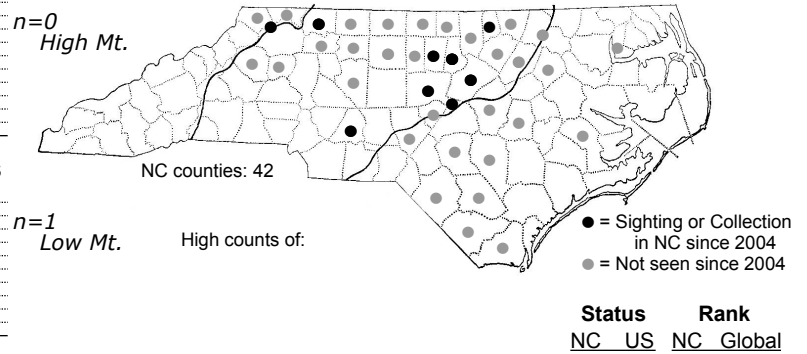 n=0
High Mt.
NC counties: 42
n=1
Low Mt.
High counts of:
= Sighting or Collection
in NC since 2004
= Not seen since 2004
Status Rank
NC US NC Global